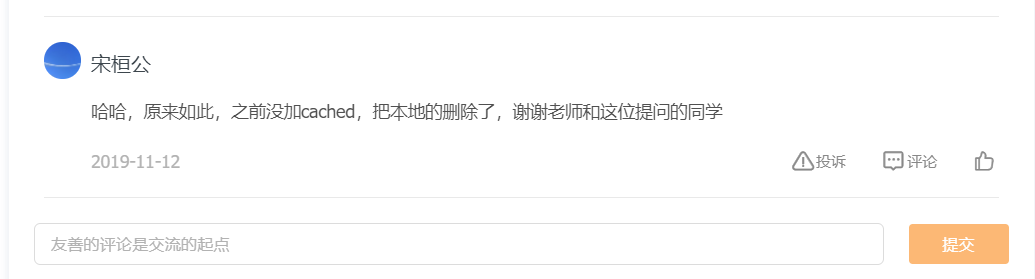 宋桓公
哈哈，原来如此，之前没加cached，把本地的删除了，谢谢老师和这位提问的同学
2019-11-12 投诉 评论
友善的评论是交流的起点 提交